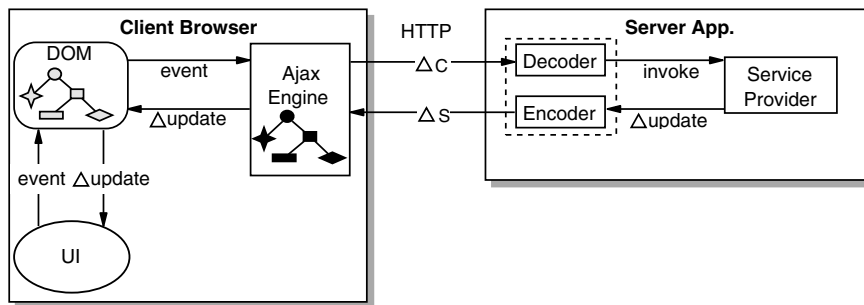 Client Browser
HTTP
Server App.
DOM
event
Ajax
Engine
△C
Decoder
invoke
Service
Provider
△update
△S
Encoder
△update
event
△update
UI